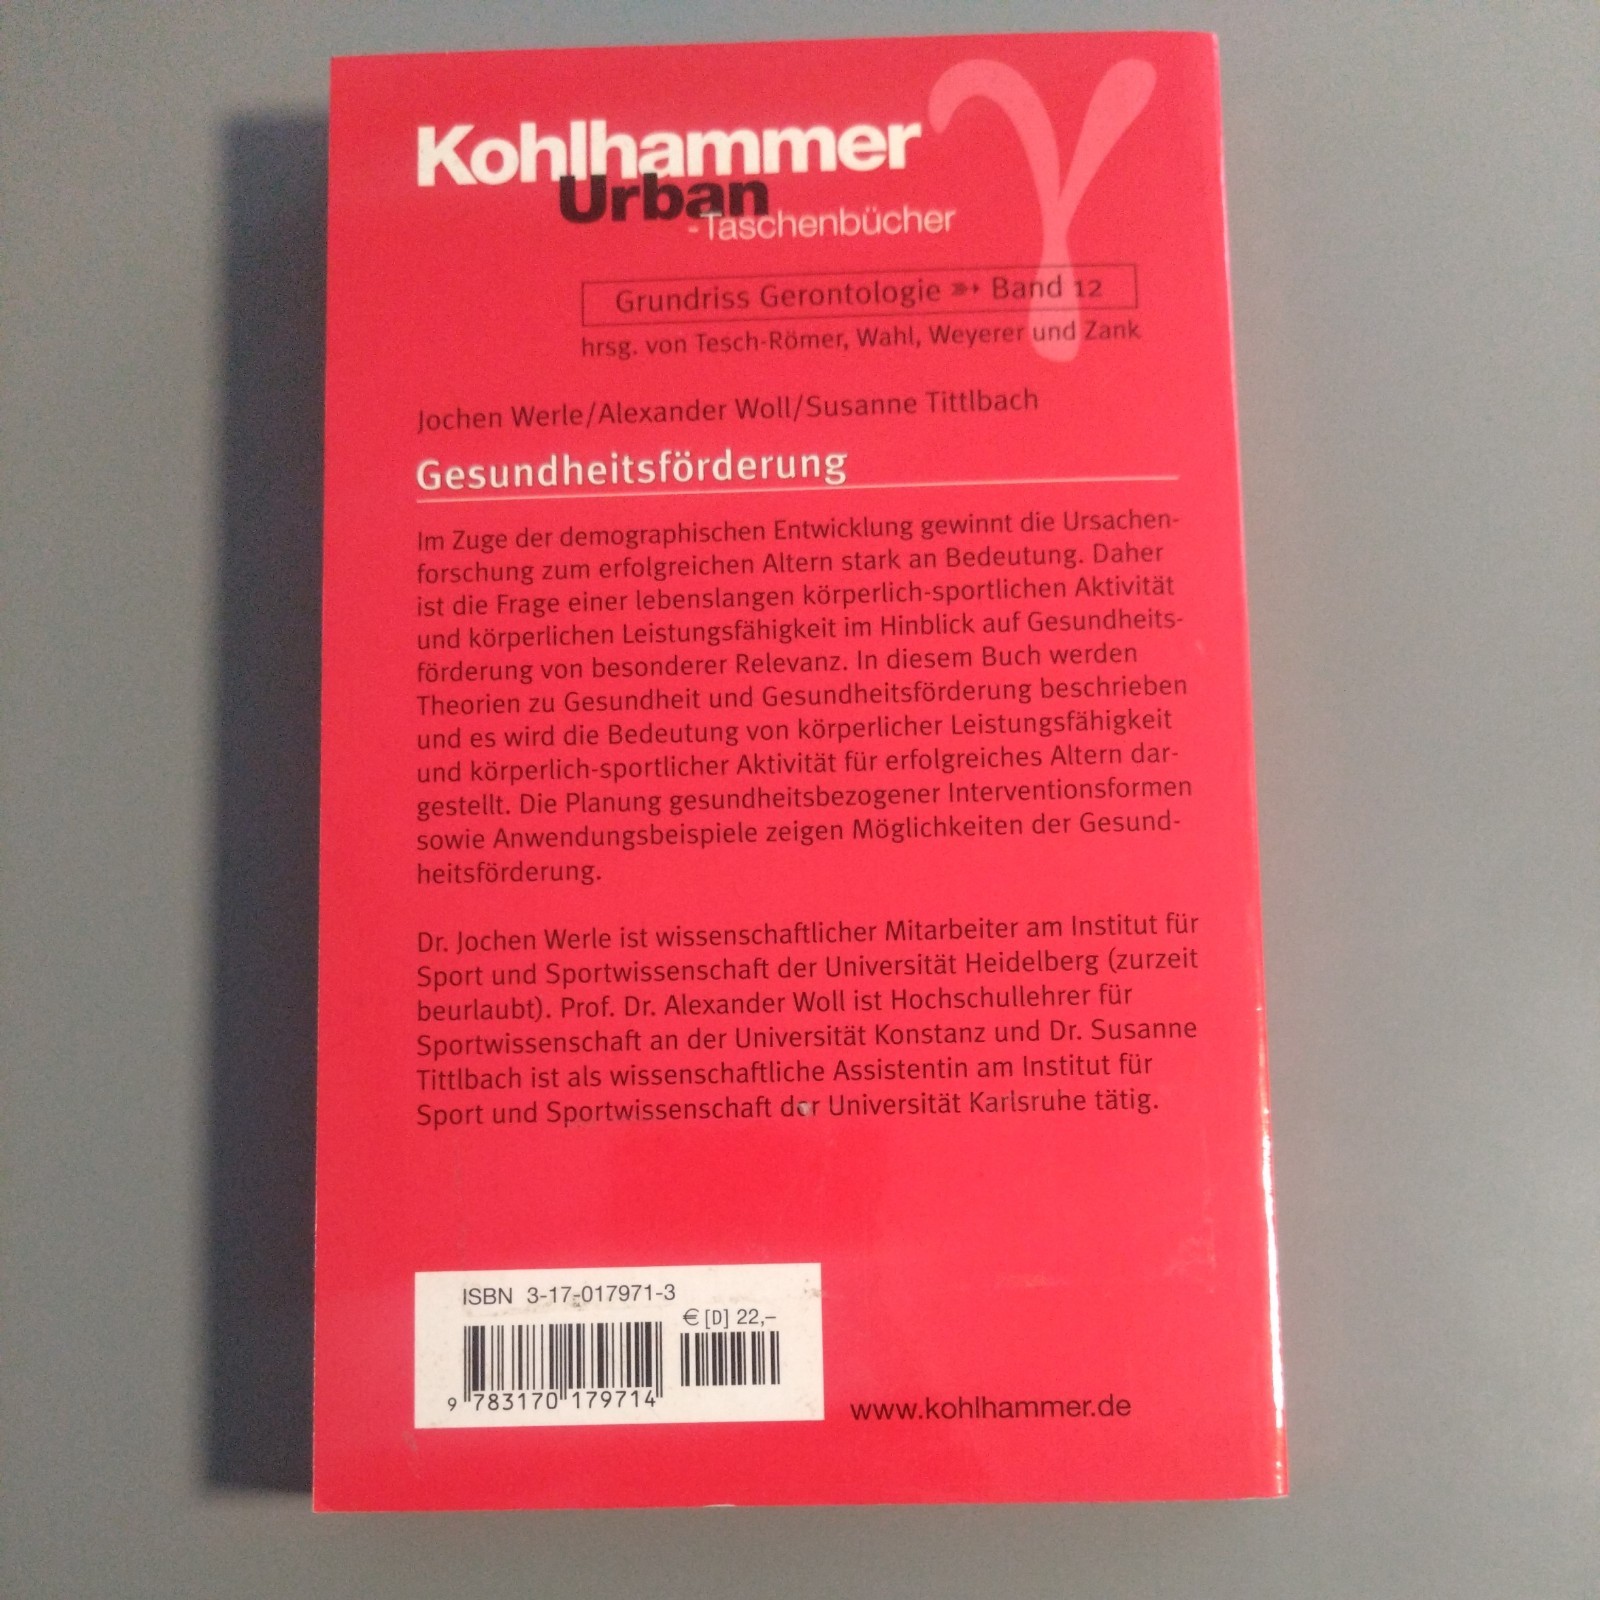 Kohlhammer
Urban
-Taschenbücher
γ
Grundriss Gerontologie ➳ Band 12
hrsg. von Tesch-Römer, Wahl, Weyerer und Zank
Jochen Werle/Alexander Woll/Susanne Tittlbach
Gesundheitsförderung
Im Zuge der demographischen Entwicklung gewinnt die Ursachen-
forschung zum erfolgreichen Altern stark an Bedeutung. Daher
ist die Frage einer lebenslangen körperlich-sportlichen Aktivität
und körperlichen Leistungsfähigkeit im Hinblick auf Gesundheits-
förderung von besonderer Relevanz. In diesem Buch werden
Theorien zu Gesundheit und Gesundheitsförderung beschrieben
und es wird die Bedeutung von körperlicher Leistungsfähigkeit
und körperlich-sportlicher Aktivität für erfolgreiches Altern dar-
gestellt. Die Planung gesundheitsbezogener Interventionsformen
sowie Anwendungsbeispiele zeigen Möglichkeiten der Gesund-
heitsförderung.
Dr. Jochen Werle ist wissenschaftlicher Mitarbeiter am Institut für
Sport und Sportwissenschaft der Universität Heidelberg (zurzeit
beurlaubt). Prof. Dr. Alexander Woll ist Hochschullehrer für
Sportwissenschaft an der Universität Konstanz und Dr. Susanne
Tittlbach ist als wissenschaftliche Assistentin am Institut für
Sport und Sportwissenschaft der Universität Karlsruhe tätig.
ISBN 3-17-017971-3
€ [D] 22,–
9 783170 179714
www.kohlhammer.de